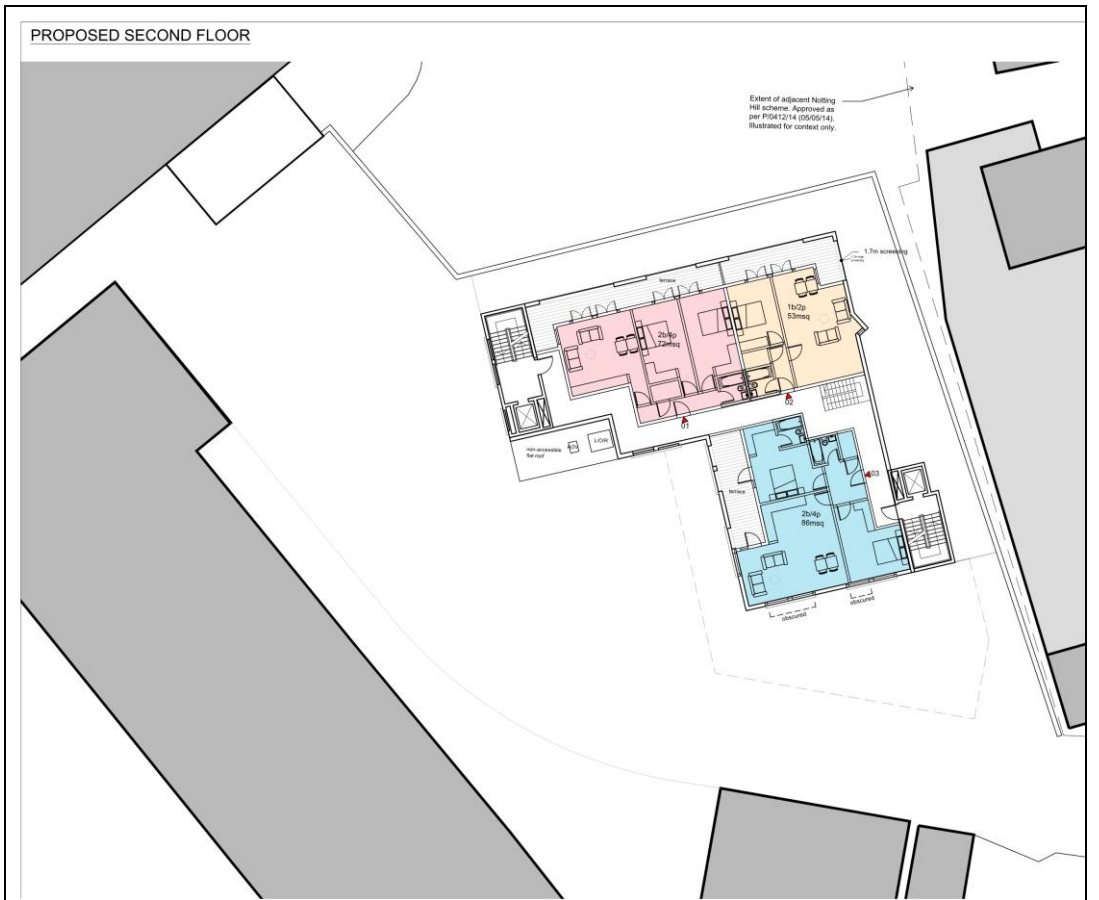 PROPOSED SECOND FLOOR
Extent of adjacent Notting
Hill scheme. Approved as
per P/0412/14 (05/05/14).
Illustrated for context only.
1.7m screening
terrace
1b/2p
53msq
2b/4p
72msq
02
01
non-accessible
flat roof
AOV
LOR
terrace
03
2b/4p
86msq
obscured
obscured